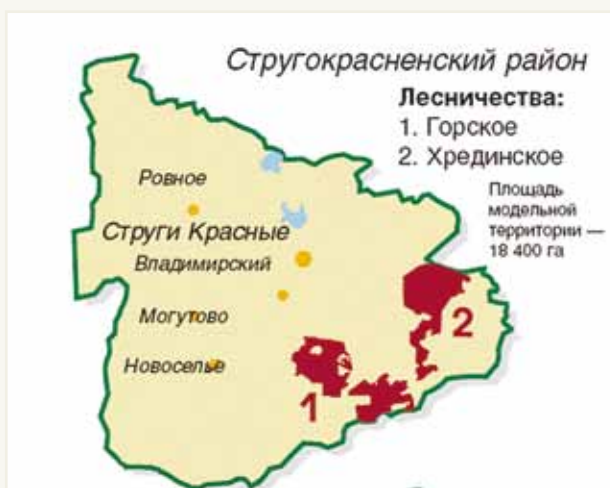 Стругокрасненский район
Лесничества:
1. Горское
2. Хрединское
Площадь
модельной
территории —
18 400 га
Ровное
Струги Красные
Владимирский
Могутово
Новоселье
2
1